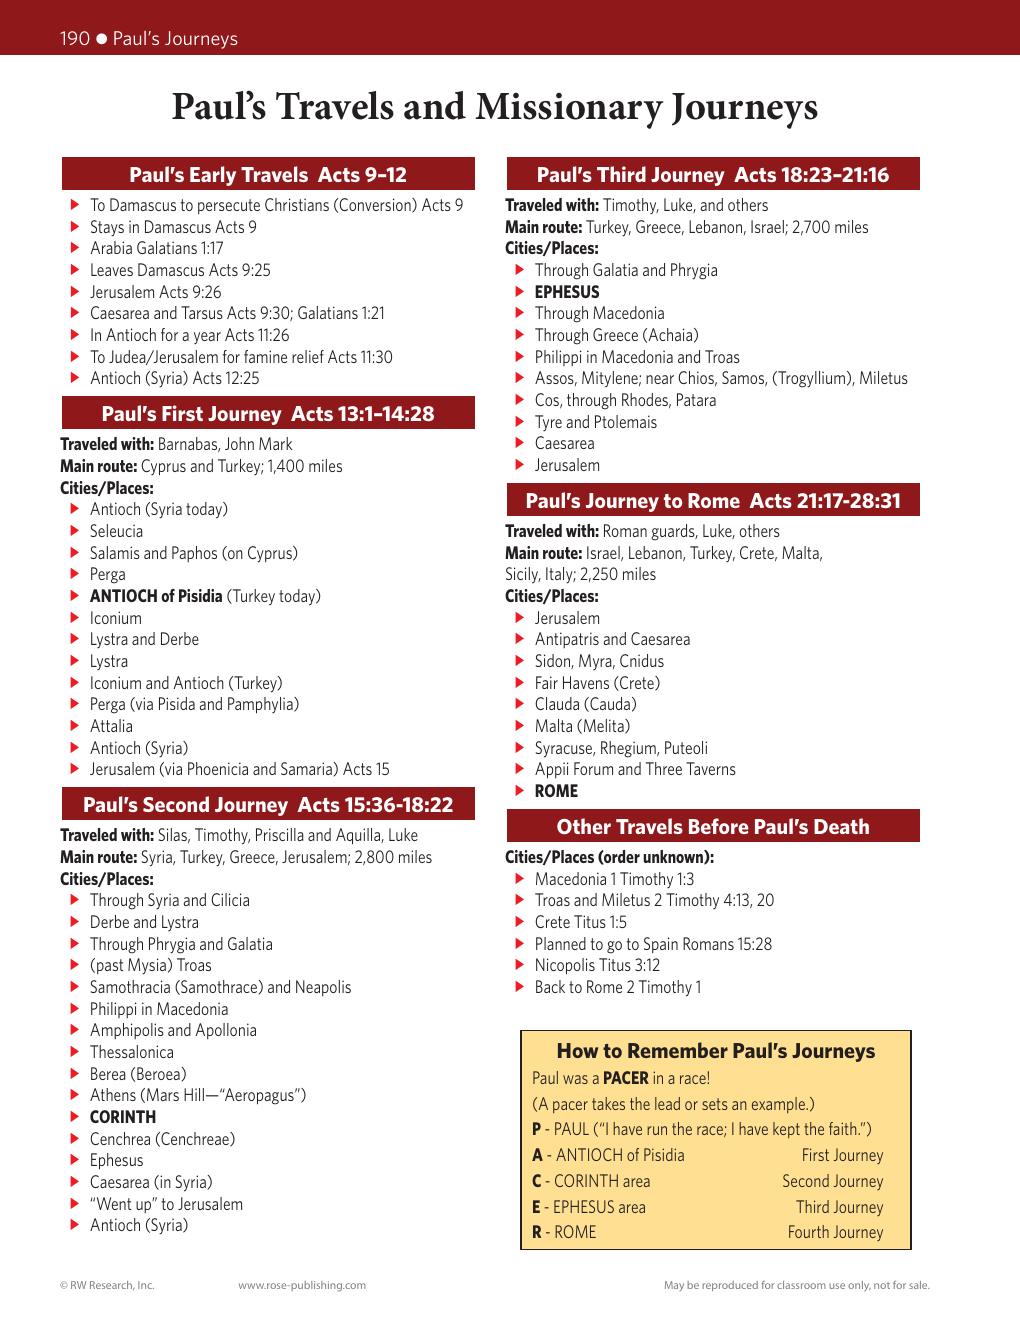 190 ● Paul's Journeys
Paul's Travels and Missionary Journeys
Paul's Early Travels Acts 9–12
To Damascus to persecute Christians (Conversion) Acts 9
Stays in Damascus Acts 9
Arabia Galatians 1:17
Leaves Damascus Acts 9:25
Jerusalem Acts 9:26
Caesarea and Tarsus Acts 9:30; Galatians 1:21
In Antioch for a year Acts 11:26
To Judea/Jerusalem for famine relief Acts 11:30
Antioch (Syria) Acts 12:25
Paul's First Journey Acts 13:1–14:28
Traveled with: Barnabas, John Mark
Main route: Cyprus and Turkey; 1,400 miles
Cities/Places:
Antioch (Syria today)
Seleucia
Salamis and Paphos (on Cyprus)
Perga
ANTIOCH of Pisidia (Turkey today)
Iconium
Lystra and Derbe
Lystra
Iconium and Antioch (Turkey)
Perga (via Pisida and Pamphylia)
Attalia
Antioch (Syria)
Jerusalem (via Phoenicia and Samaria) Acts 15
Paul's Second Journey Acts 15:36-18:22
Traveled with: Silas, Timothy, Priscilla and Aquilla, Luke
Main route: Syria, Turkey, Greece, Jerusalem; 2,800 miles
Cities/Places:
Through Syria and Cilicia
Derbe and Lystra
Through Phrygia and Galatia
(past Mysia) Troas
Samothracia (Samothrace) and Neapolis
Philippi in Macedonia
Amphipolis and Apollonia
Thessalonica
Berea (Beroea)
Athens (Mars Hill—“Aeropagus”)
CORINTH
Cenchrea (Cenchreae)
Ephesus
Caesarea (in Syria)
“Went up” to Jerusalem
Antioch (Syria)
Paul's Third Journey Acts 18:23–21:16
Traveled with: Timothy, Luke, and others
Main route: Turkey, Greece, Lebanon, Israel; 2,700 miles
Cities/Places:
Through Galatia and Phrygia
EPHESUS
Through Macedonia
Through Greece (Achaia)
Philippi in Macedonia and Troas
Assos, Mitylene; near Chios, Samos, (Trogyllium), Miletus
Cos, through Rhodes, Patara
Tyre and Ptolemais
Caesarea
Jerusalem
Paul's Journey to Rome Acts 21:17-28:31
Traveled with: Roman guards, Luke, others
Main route: Israel, Lebanon, Turkey, Crete, Malta,
Sicily, Italy; 2,250 miles
Cities/Places:
Jerusalem
Antipatris and Caesarea
Sidon, Myra, Cnidus
Fair Havens (Crete)
Clauda (Cauda)
Malta (Melita)
Syracuse, Rhegium, Puteoli
Appii Forum and Three Taverns
ROME
Other Travels Before Paul's Death
Cities/Places (order unknown):
Macedonia 1 Timothy 1:3
Troas and Miletus 2 Timothy 4:13, 20
Crete Titus 1:5
Planned to go to Spain Romans 15:28
Nicopolis Titus 3:12
Back to Rome 2 Timothy 1
How to Remember Paul's Journeys
Paul was a PACER in a race!
(A pacer takes the lead or sets an example.)
P - PAUL (“I have run the race; I have kept the faith.”)
A - ANTIOCH of Pisidia First Journey
C - CORINTH area Second Journey
E - EPHESUS area Third Journey
R - ROME Fourth Journey
© RW Research, Inc. www.rose-publishing.com May be reproduced for classroom use only, not for sale.